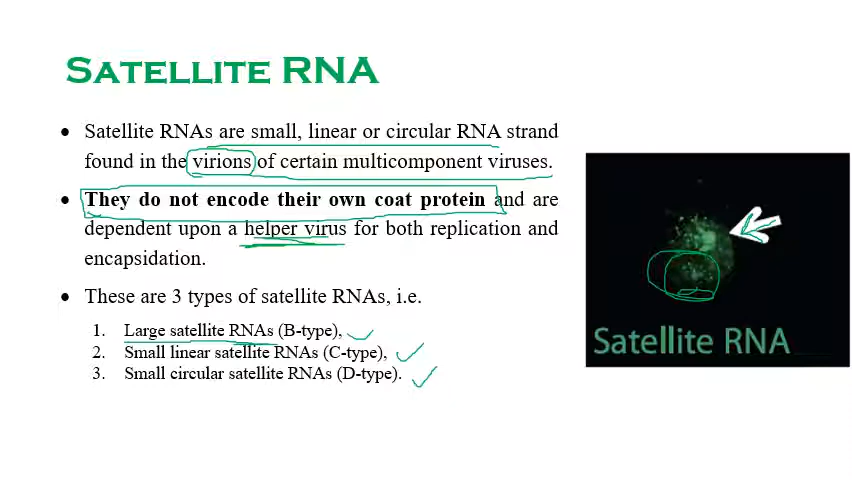 SATELLITE RNA
• Satellite RNAs are small, linear or circular RNA strand
found in the virions of certain multicomponent viruses.
• They do not encode their own coat protein and are
dependent upon a helper virus for both replication and
encapsidation.
• These are 3 types of satellite RNAs, i.e.
1. Large satellite RNAs (B-type),
2. Small linear satellite RNAs (C-type),
3. Small circular satellite RNAs (D-type).
Satellite RNA